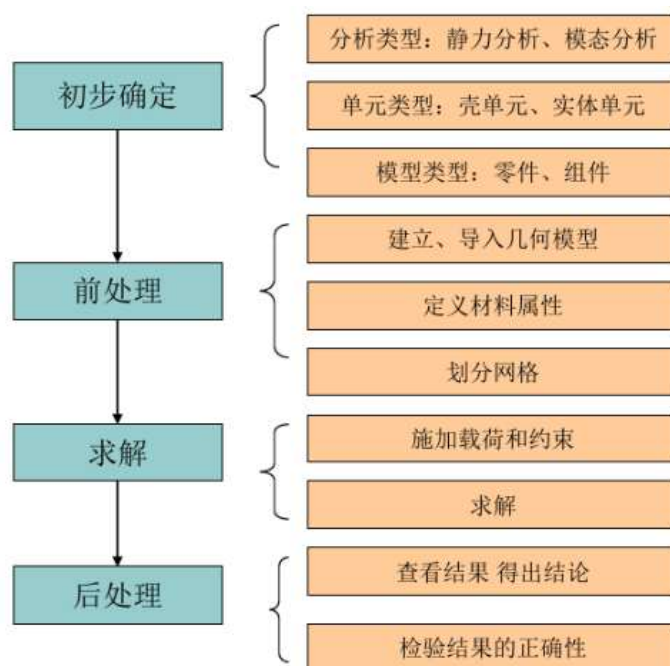 初步确定
分析类型：静力分析、模态分析
单元类型：壳单元、实体单元
模型类型：零件、组件
前处理
建立、导入几何模型
定义材料属性
划分网格
求解
施加载荷和约束
求解
后处理
查看结果 得出结论
检验结果的正确性